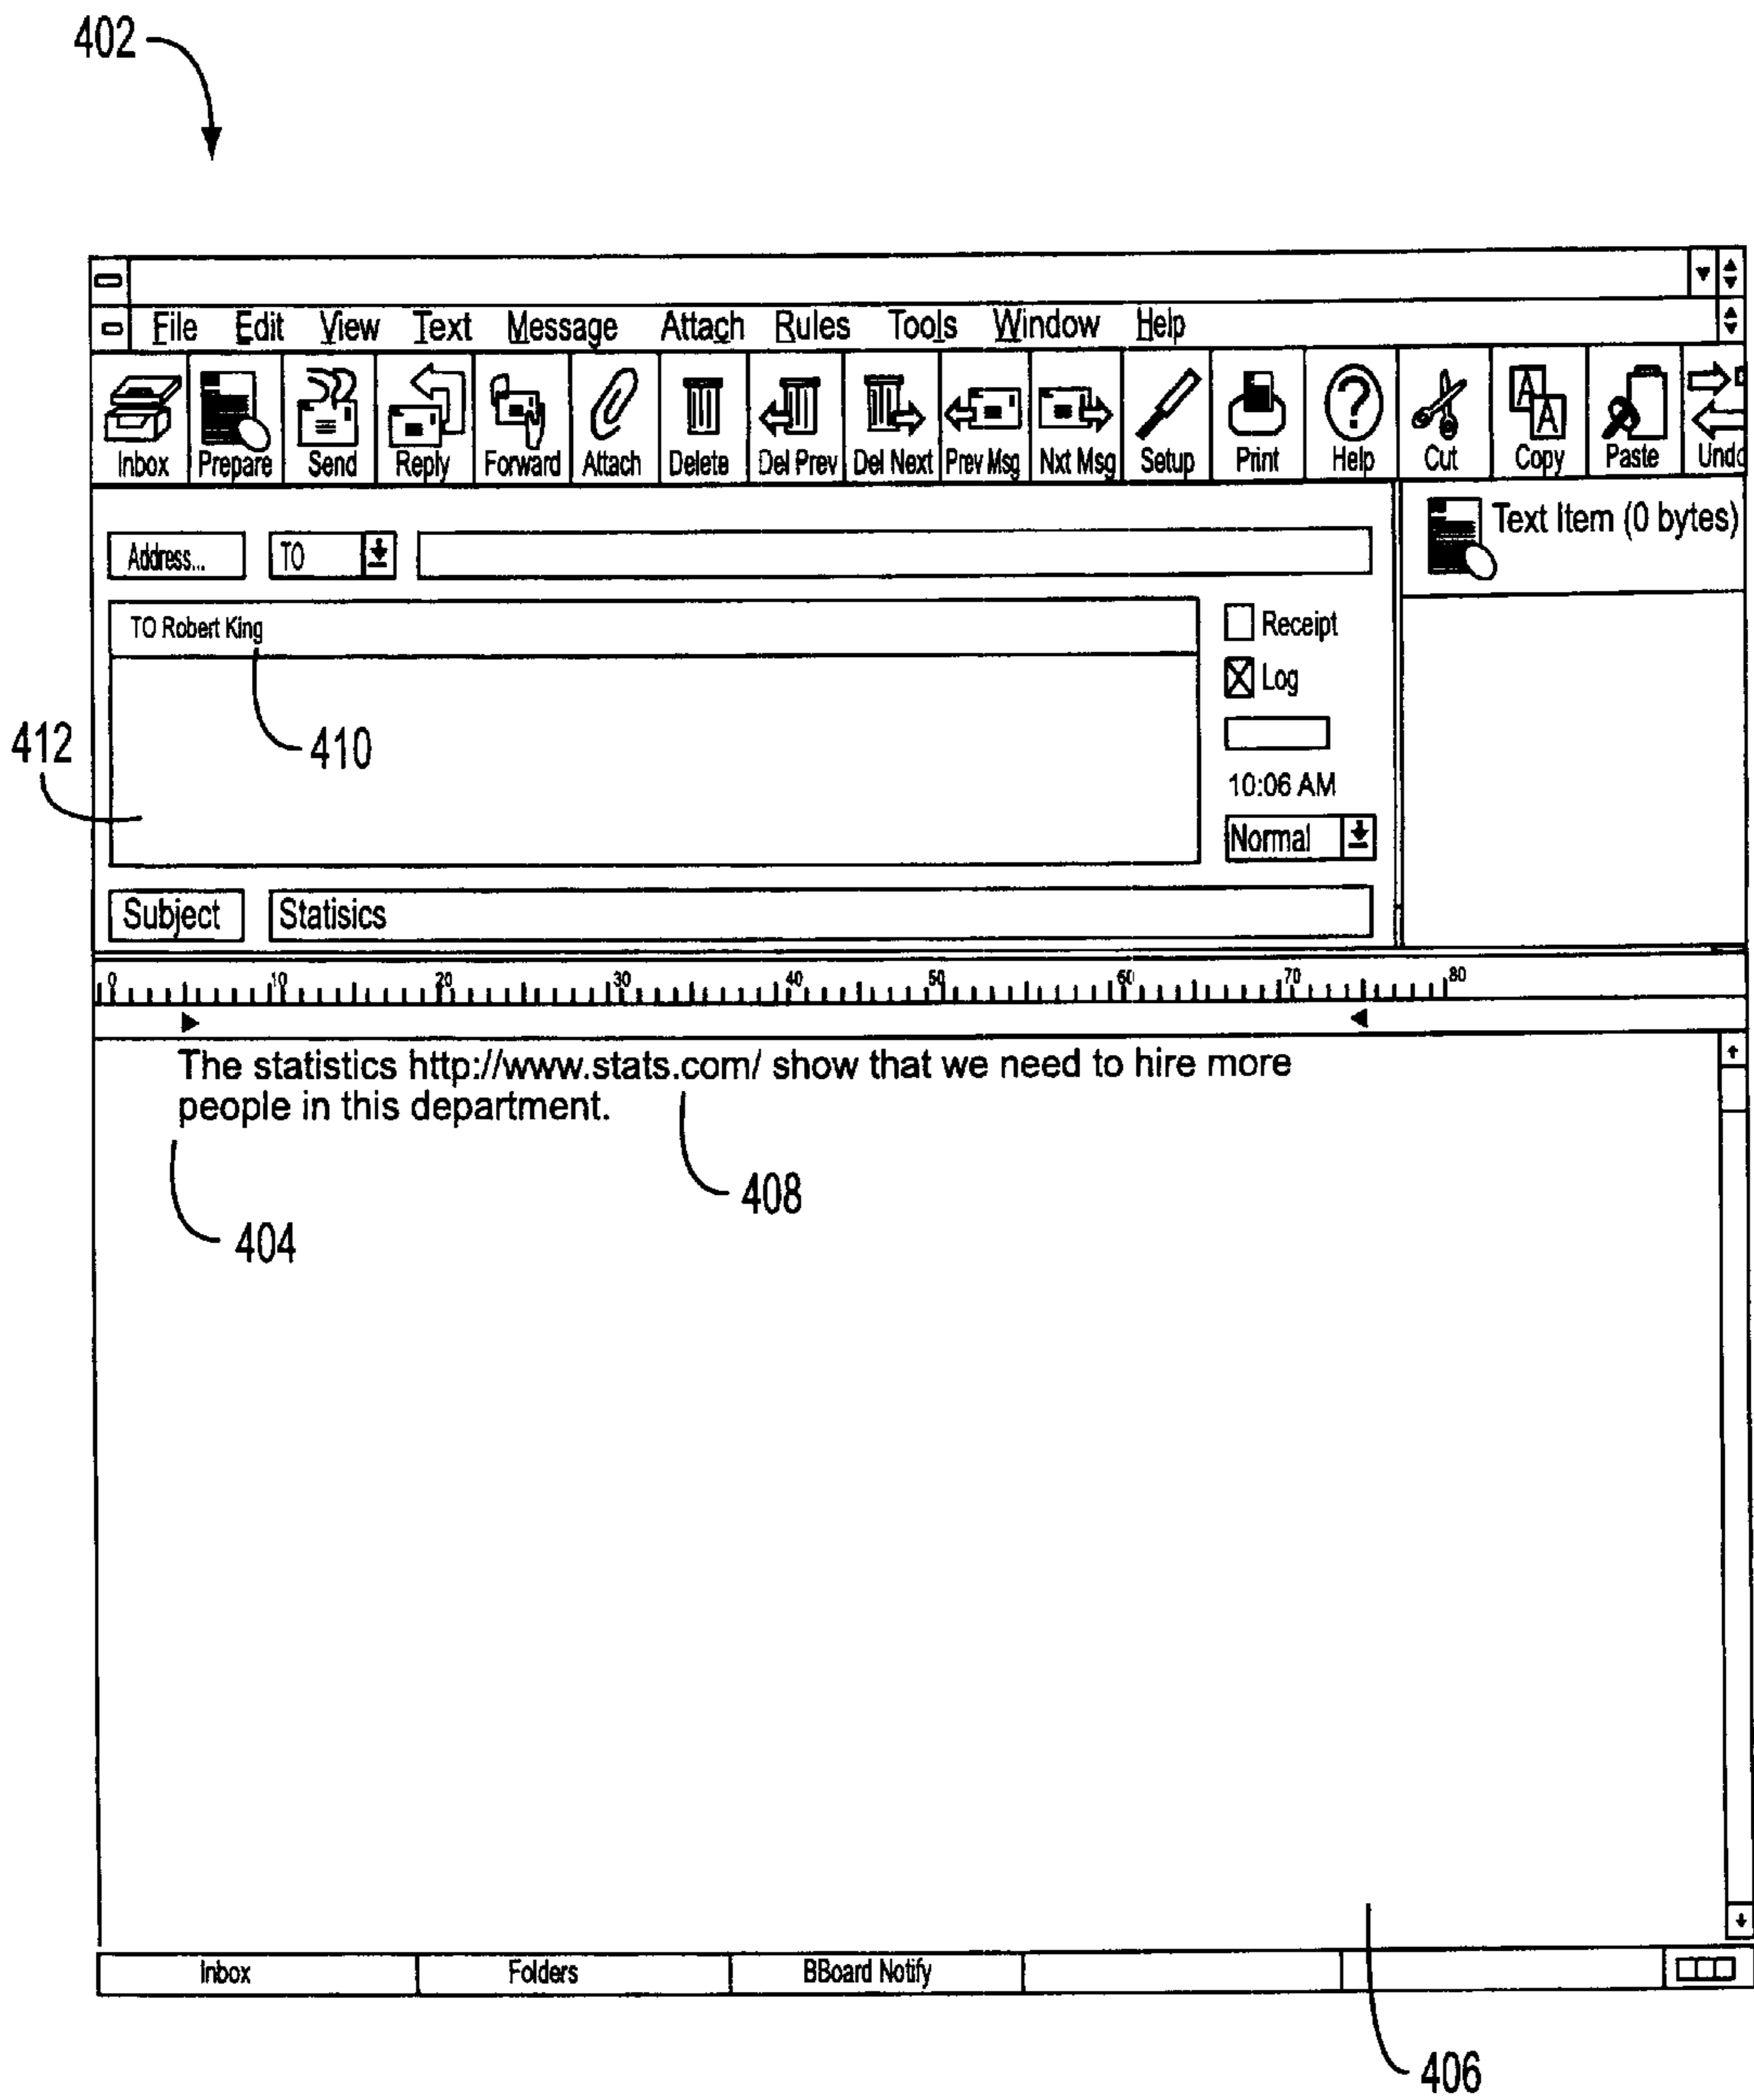 402
File Edit View Text Message Attach Rules Tools Window Help
Inbox Prepare Send Reply Forward Attach Delete Del Prev Del Next Prev Msg Nxt Msg Setup Print Help Cut Copy Paste Undo
A
A
?
Text Item (0 bytes)
Address... TO
TO Robert King
Receipt
Log
412
410
10:06 AM
Normal
Subject Statisics
0 10 20 30 40 50 60 70 80
The statistics http://www.stats.com/ show that we need to hire more
people in this department.
408
404
Inbox Folders BBoard Notify
406